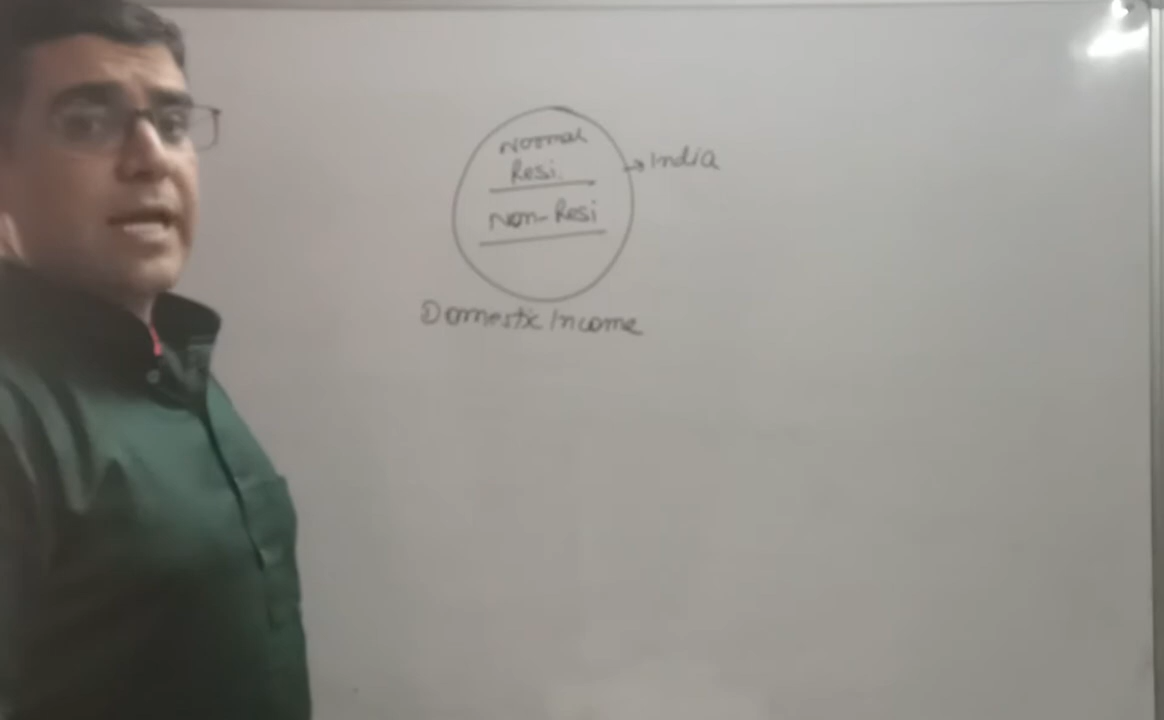 Normal
Resi.
→ India
Non-Resi
Domestic Income